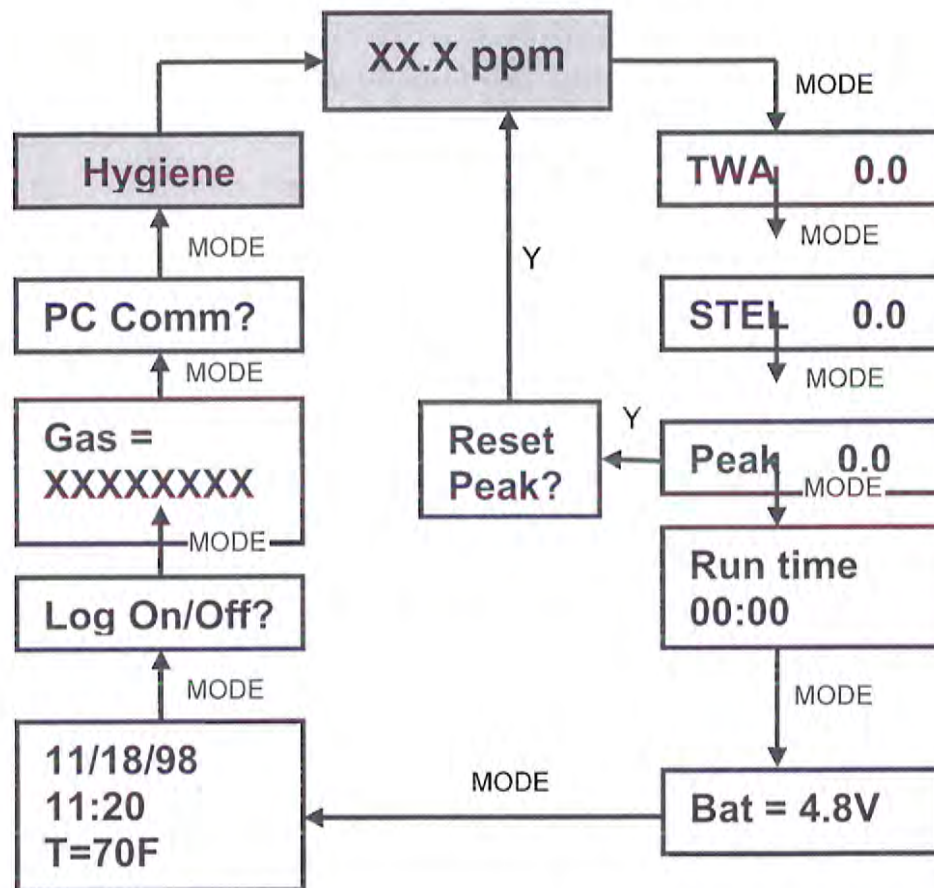 XX.X ppm
MODE
Hygiene
TWA 0.0
MODE
MODE
Y
PC Comm?
STEL 0.0
MODE
MODE
Gas =
XXXXXXXX
Reset
Peak?
Y
Peak 0.0
MODE
MODE
Run time
00:00
Log On/Off?
MODE
MODE
11/18/98
11:20
T=70F
MODE
Bat = 4.8V